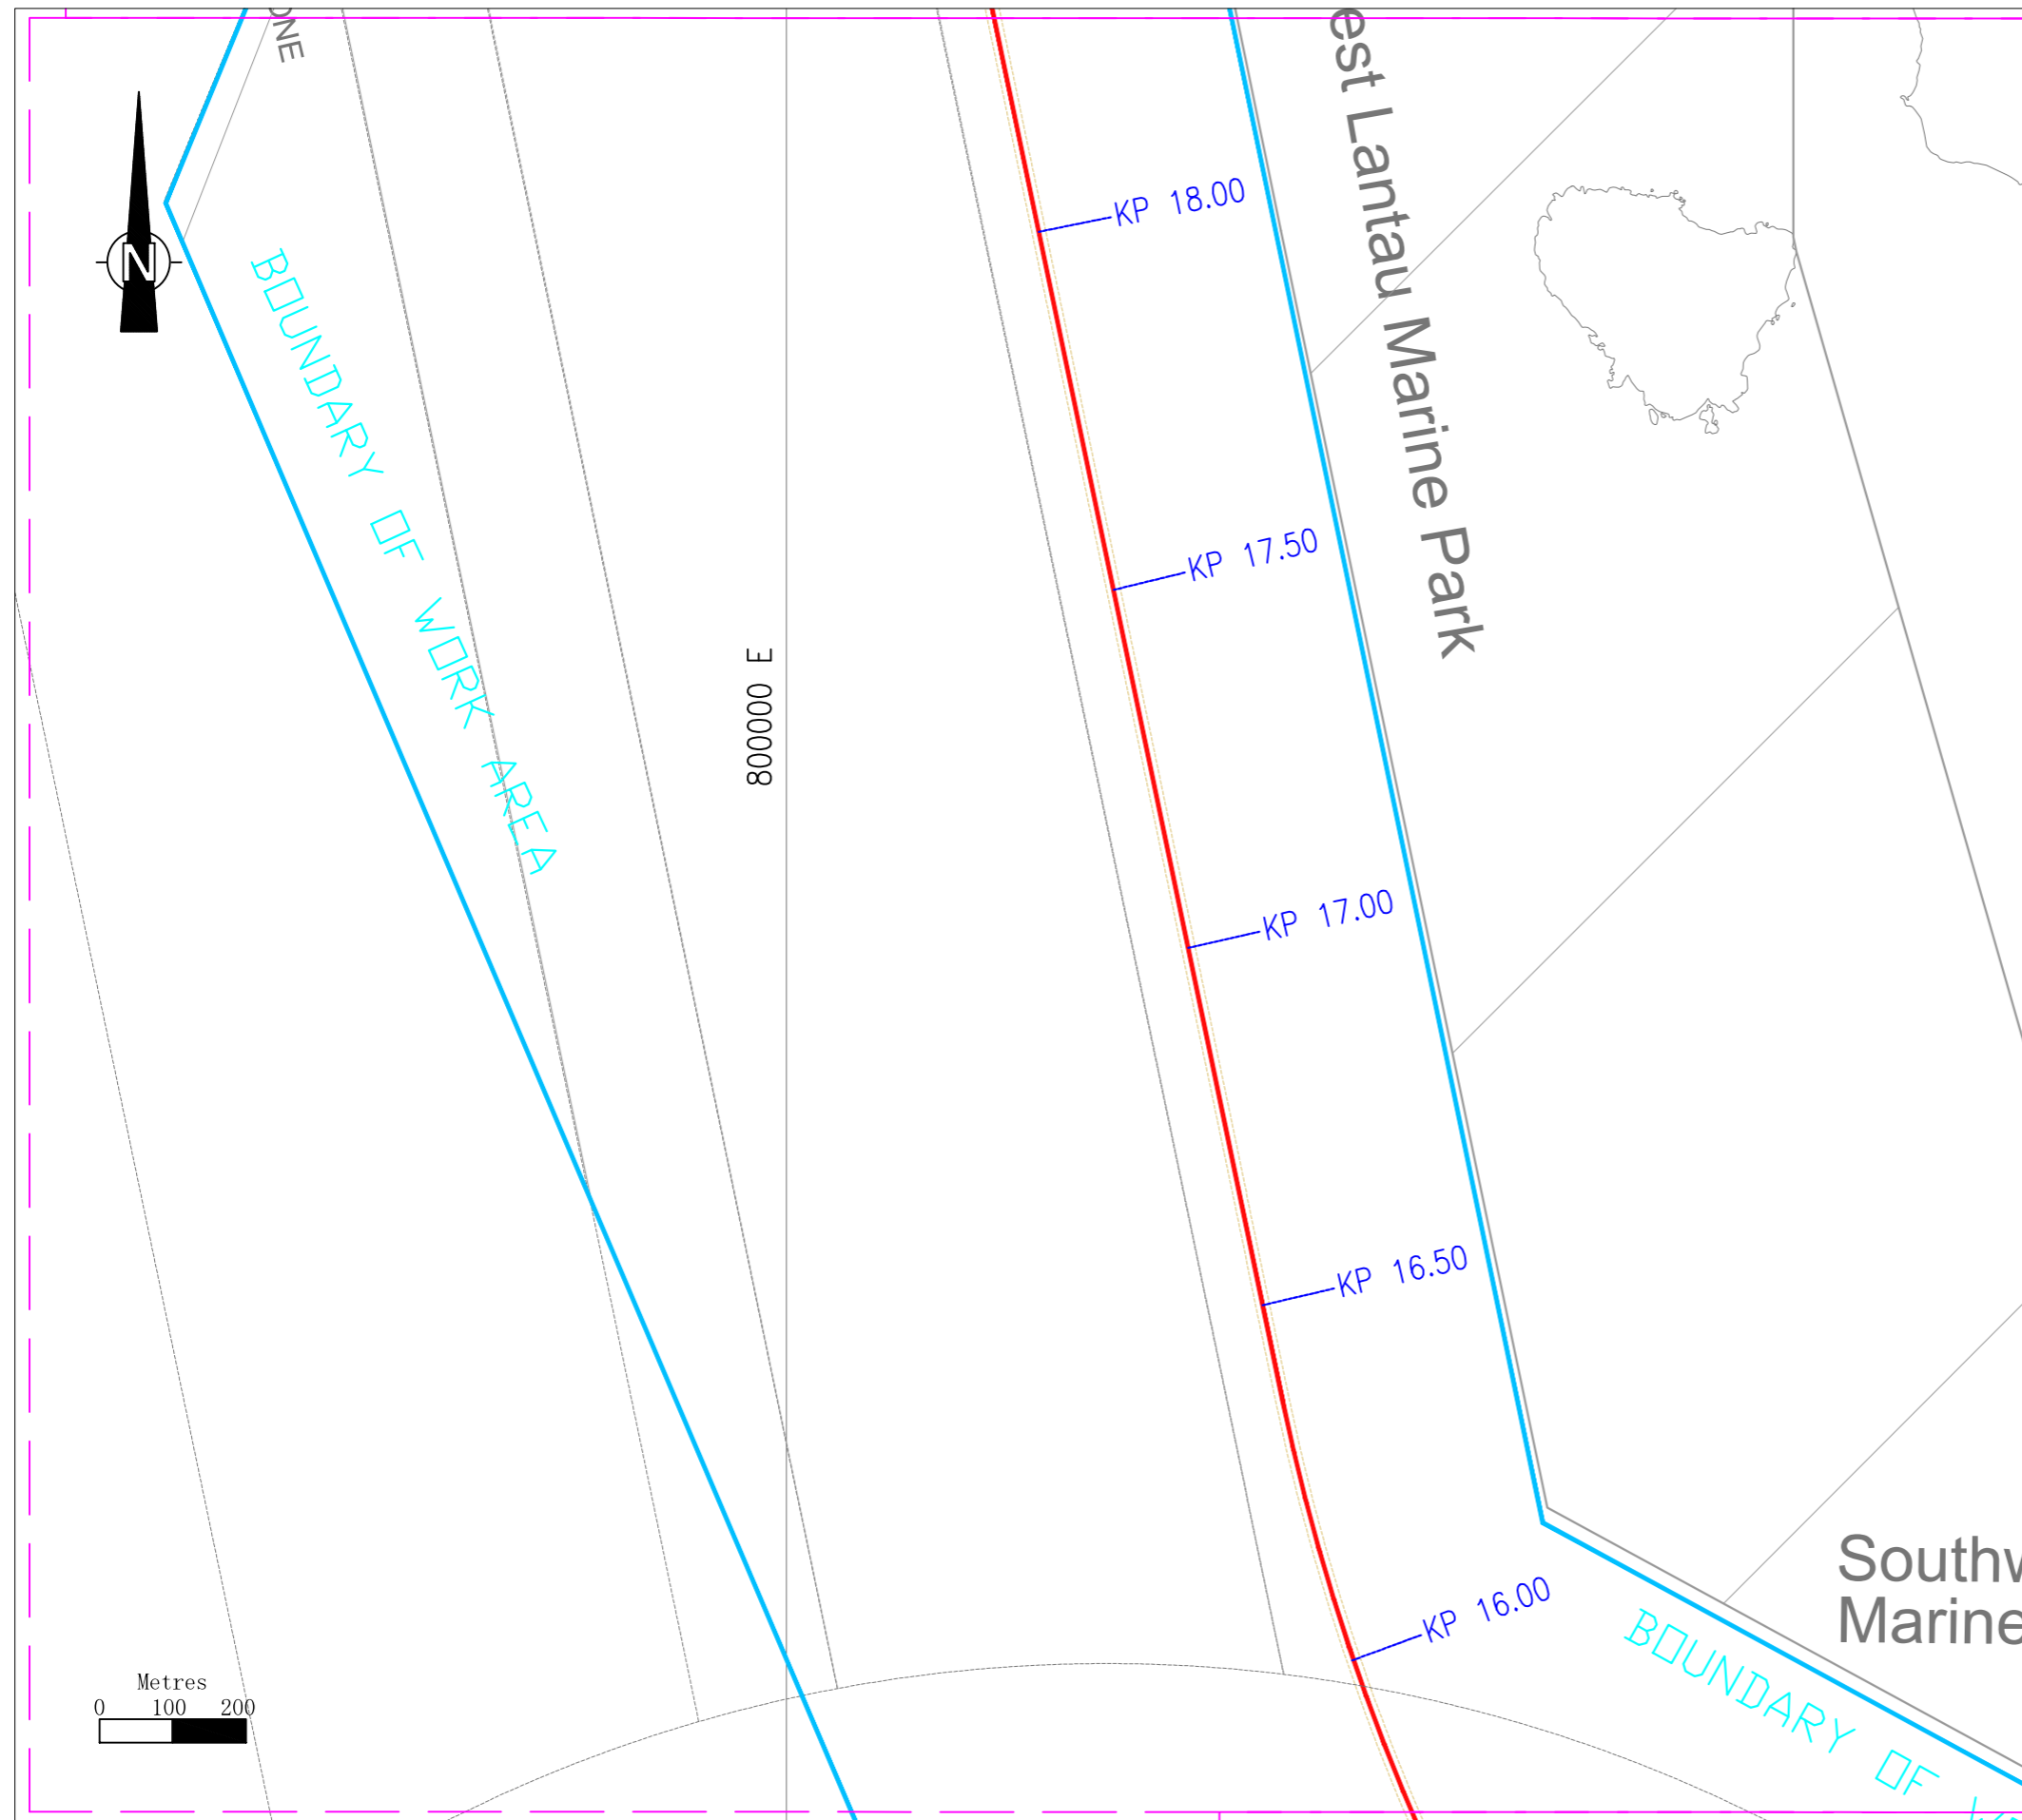 ONE
est Lantau Marine Park
N
KP 18.00
BOUNDARY OF WORK AREA
KP 17.50
800000 E
KP 17.00
KP 16.50
KP 16.00
Southw
Marine
BOUNDARY OF
Metres
0 100 200